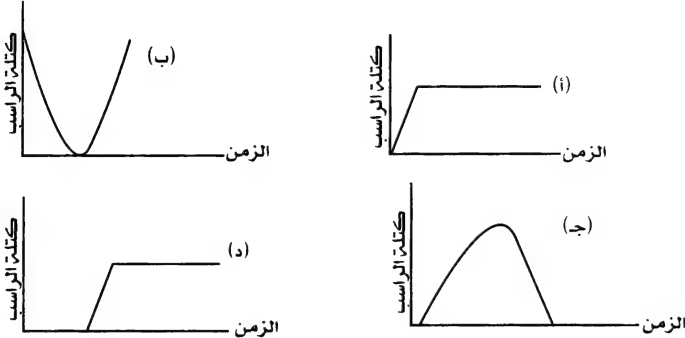 (أ)
كتلة الراسب
الزمن
(ب)
كتلة الراسب
الزمن
(جـ)
كتلة الراسب
الزمن
(د)
كتلة الراسب
الزمن